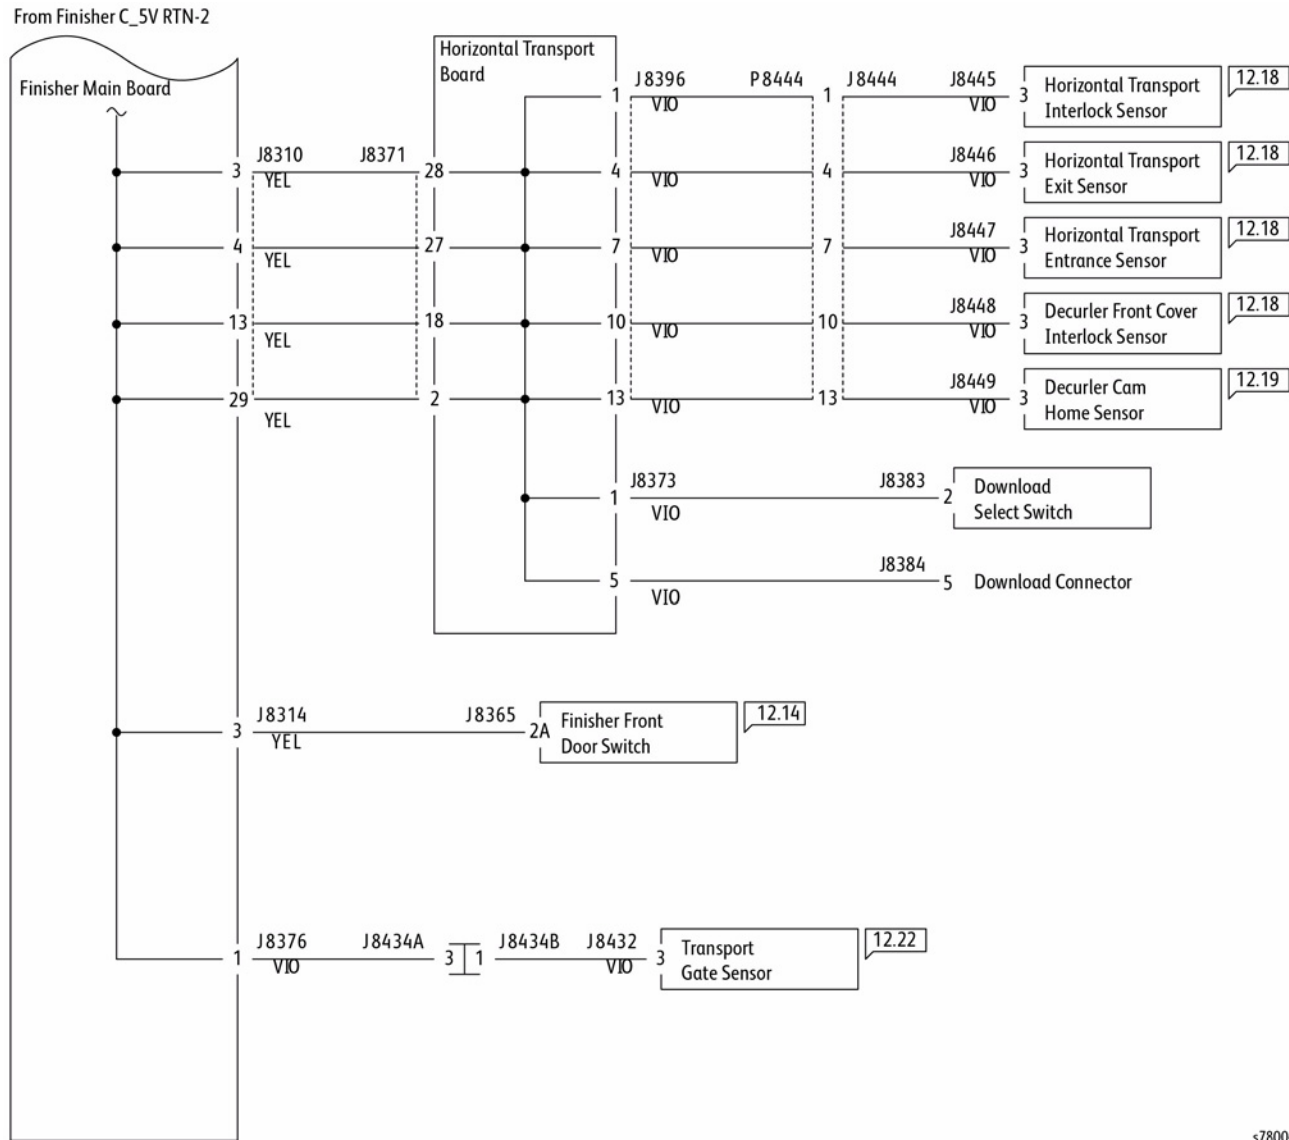 From Finisher C_5V RTN-2
Finisher Main Board
Horizontal Transport
Board
1 J8396 P8444 1 J8444 J8445 3 Horizontal Transport 12.18
VIO VIO Interlock Sensor
3 J8310 J8371 28 4 4 J8446 3 Horizontal Transport 12.18
YEL VIO VIO Exit Sensor
4 27 7 7 J8447 3 Horizontal Transport 12.18
YEL VIO VIO Entrance Sensor
13 18 10 10 J8448 3 Decurler Front Cover 12.18
YEL VIO VIO Interlock Sensor
29 2 13 13 J8449 3 Decurler Cam 12.19
YEL VIO VIO Home Sensor
1 J8373 J8383 2 Download
VIO Select Switch
5 J8384 5 Download Connector
VIO
3 J8314 J8365 2A Finisher Front 12.14
YEL Door Switch
1 J8376 J8434A 3 1 J8434B J8432 3 Transport 12.22
VIO VIO Gate Sensor
s7800